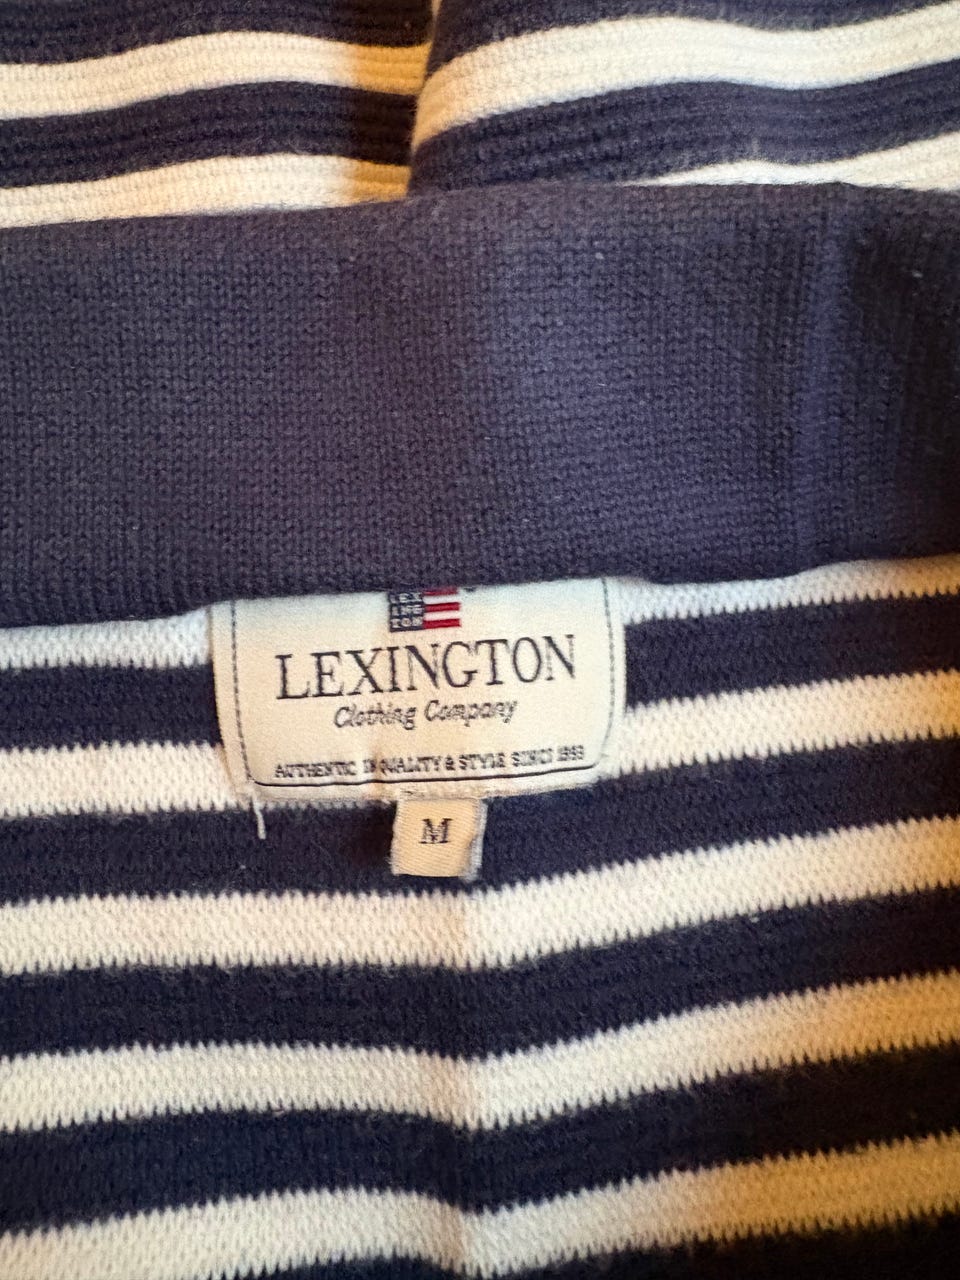 LEX
ING
TON
LEXINGTON
Clothing Company
AUTHENTIC IN QUALITY & STYLE SINCE 1993
M